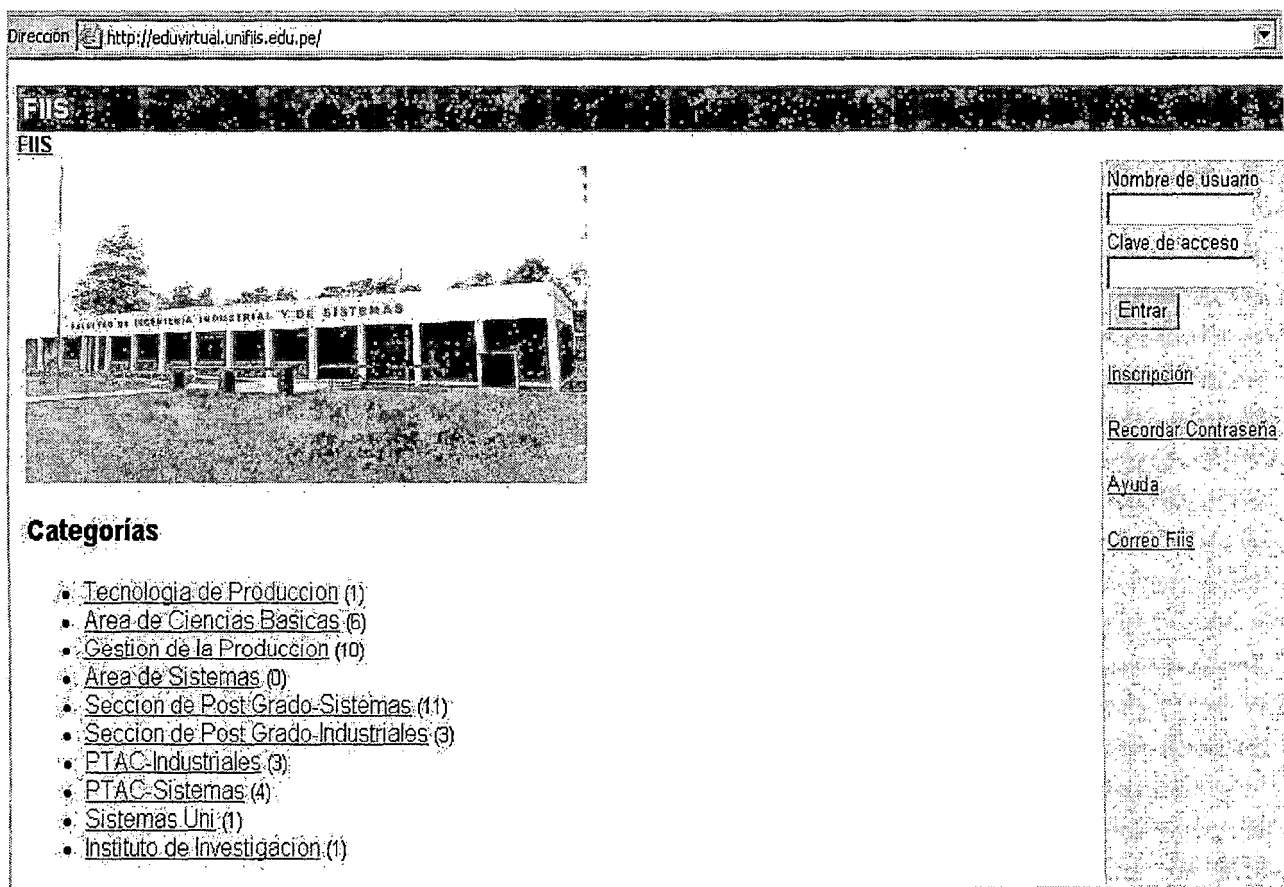 Dirección http://eduvirtual.unifiis.edu.pe/
FIIS
FIIS
FACULTAD DE INGENIERIA INDUSTRIAL Y DE SISTEMAS
Nombre de usuario
Clave de acceso
Entrar
Inscripción
Recordar Contraseña
Ayuda
Correo Fiis
Categorías
• Tecnologia de Produccion (1)
• Area de Ciencias Basicas (6)
• Gestion de la Produccion (10)
• Area de Sistemas (0)
• Seccion de Post Grado-Sistemas (11)
• Seccion de Post Grado-Industriales (3)
• PTAC-Industriales (3)
• PTAC-Sistemas (4)
• Sistemas Uni (1)
• Instituto de Investigación (1)